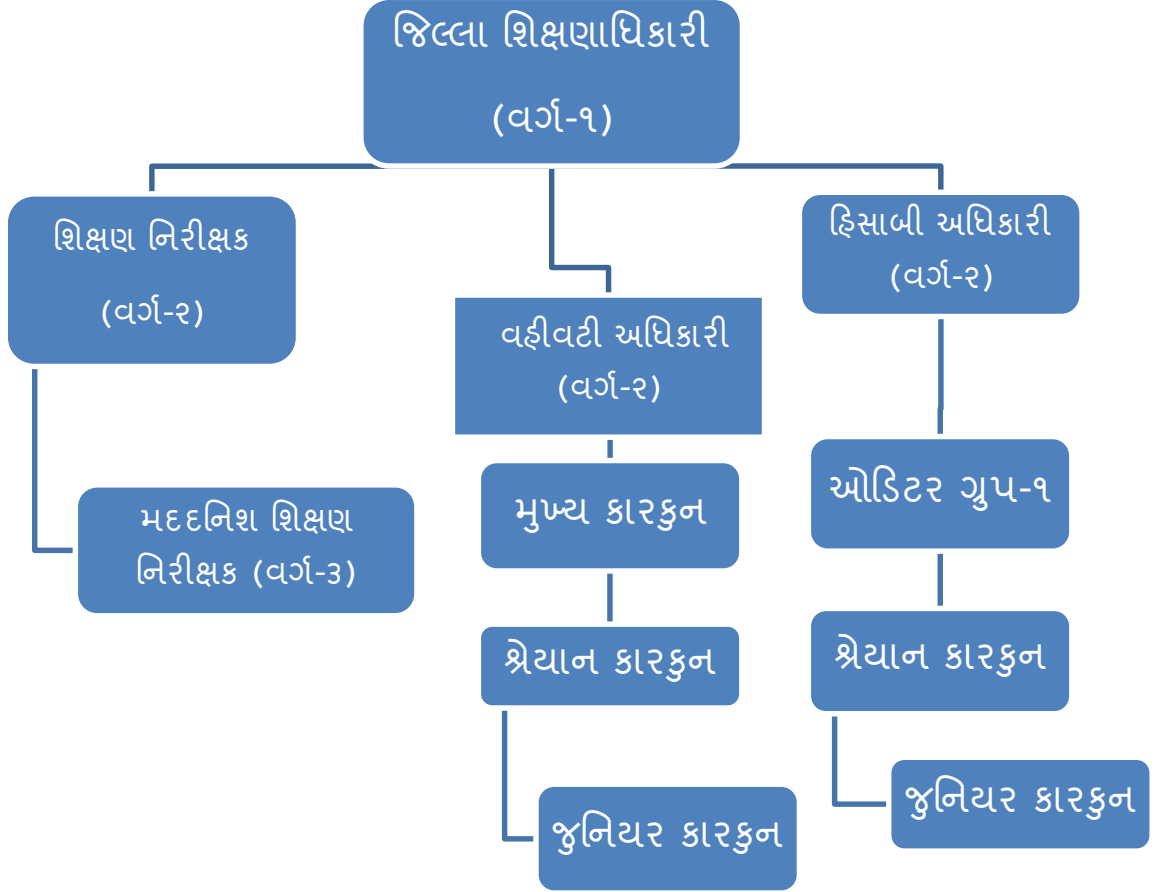 જિલ્લા શિક્ષણાધિકારી
(વર્ગ-૧)
શિક્ષણ નિરીક્ષક
(વર્ગ-૨)
મદદનિશ શિક્ષણ
નિરીક્ષક (વર્ગ-૩)
વહીવટી અધિકારી
(વર્ગ-૨)
મુખ્ય કારકુન
શ્રેયાન કારકુન
જુનિયર કારકુન
હિસાબી અધિકારી
(વર્ગ-૨)
ઓડિટર ગ્રુપ-૧
શ્રેયાન કારકુન
જુનિયર કારકુન